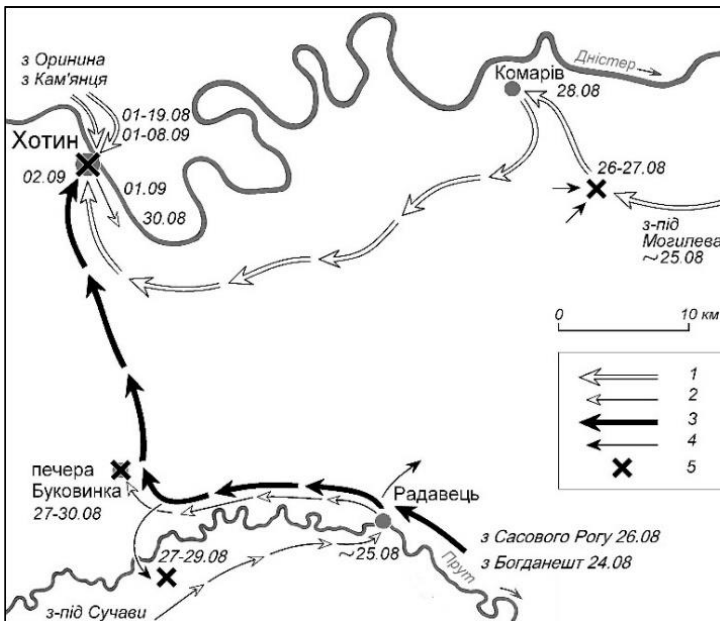 з Оринина
з Кам'янця
01-19.08
01-08.09
Хотин
02.09
01.09
30.08
Дністер
Комарів
28.08
26-27.08
з-під
Могилева
~25.08
0 10 км
1
2
3
4
5
печера
Буковинка
27-30.08
Радавець
27-29.08
~25.08
з Сасового Рогу 26.08
з Богданешт 24.08
Прут
з-під Сучави